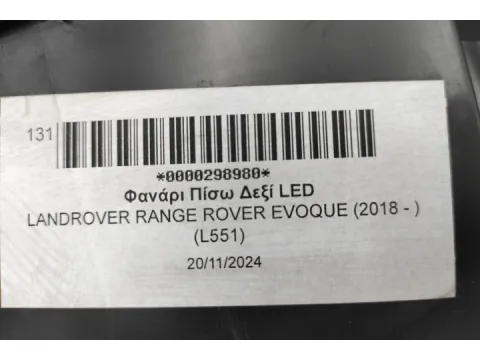 131
*0000298980*
Φανάρι Πίσω Δεξί LED
LANDROVER RANGE ROVER EVOQUE (2018 - )
(L551)
20/11/2024